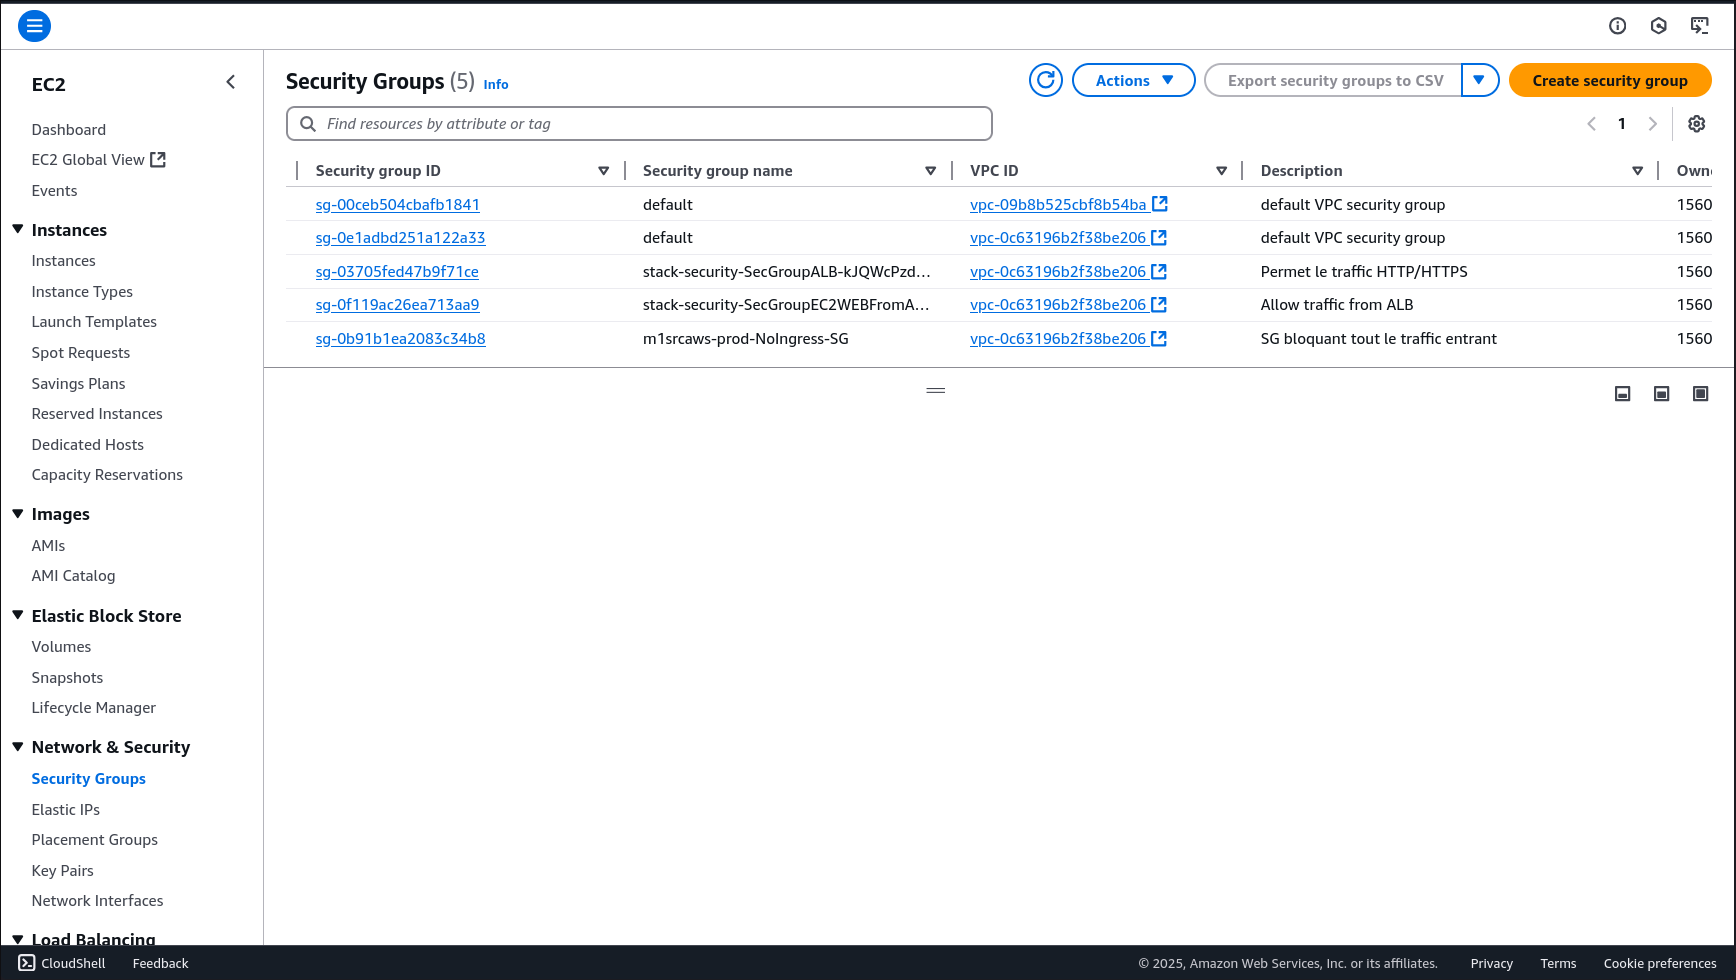 EC2
Dashboard
EC2 Global View
Events
Instances
Instances
Instance Types
Launch Templates
Spot Requests
Savings Plans
Reserved Instances
Dedicated Hosts
Capacity Reservations
Images
AMIs
AMI Catalog
Elastic Block Store
Volumes
Snapshots
Lifecycle Manager
Network & Security
Security Groups
Elastic IPs
Placement Groups
Key Pairs
Network Interfaces
Load Balancing
Security Groups (5) Info
Actions
Export security groups to CSV
Create security group
Find resources by attribute or tag
1
Security group ID Security group name VPC ID Description Owne
sg-00ceb504cbafb1841 default vpc-09b8b525cbf8b54ba default VPC security group 1560
sg-0e1adbd251a122a33 default vpc-0c63196b2f38be206 default VPC security group 1560
sg-03705fed47b9f71ce stack-security-SecGroupALB-kJQWcPzd... vpc-0c63196b2f38be206 Permet le traffic HTTP/HTTPS 1560
sg-0f119ac26ea713aa9 stack-security-SecGroupEC2WEBFromA... vpc-0c63196b2f38be206 Allow traffic from ALB 1560
sg-0b91b1ea2083c34b8 m1srcaws-prod-NoIngress-SG vpc-0c63196b2f38be206 SG bloquant tout le traffic entrant 1560
CloudShell Feedback © 2025, Amazon Web Services, Inc. or its affiliates. Privacy Terms Cookie preferences